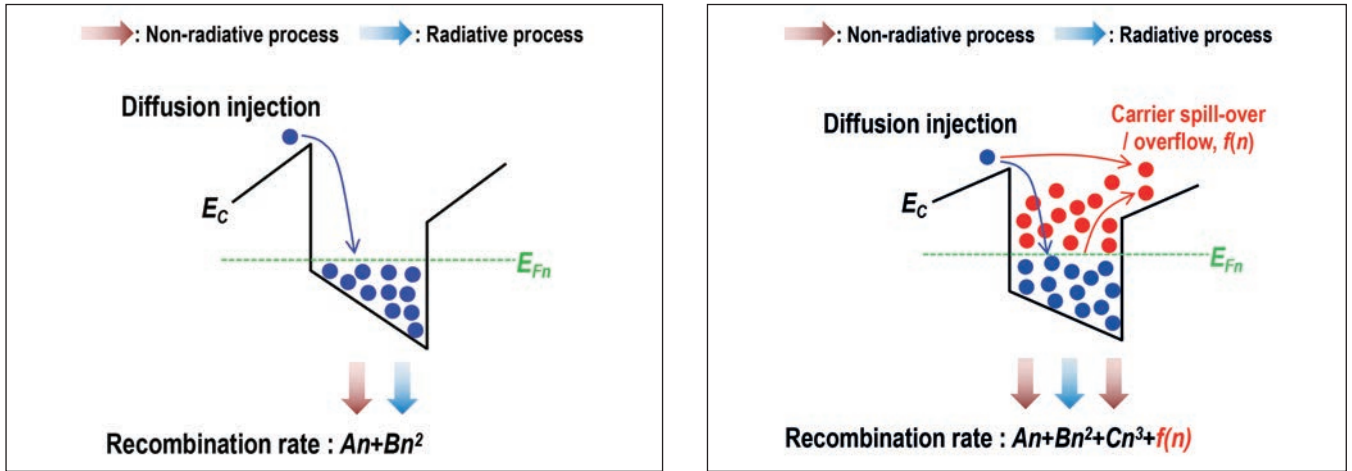 : Non-radiative process : Radiative process
Diffusion injection
E_C
E_Fn
Recombination rate : An+Bn²
: Non-radiative process : Radiative process
Diffusion injection
Carrier spill-over
/ overflow, f(n)
E_C
E_Fn
Recombination rate : An+Bn²+Cn³+f(n)